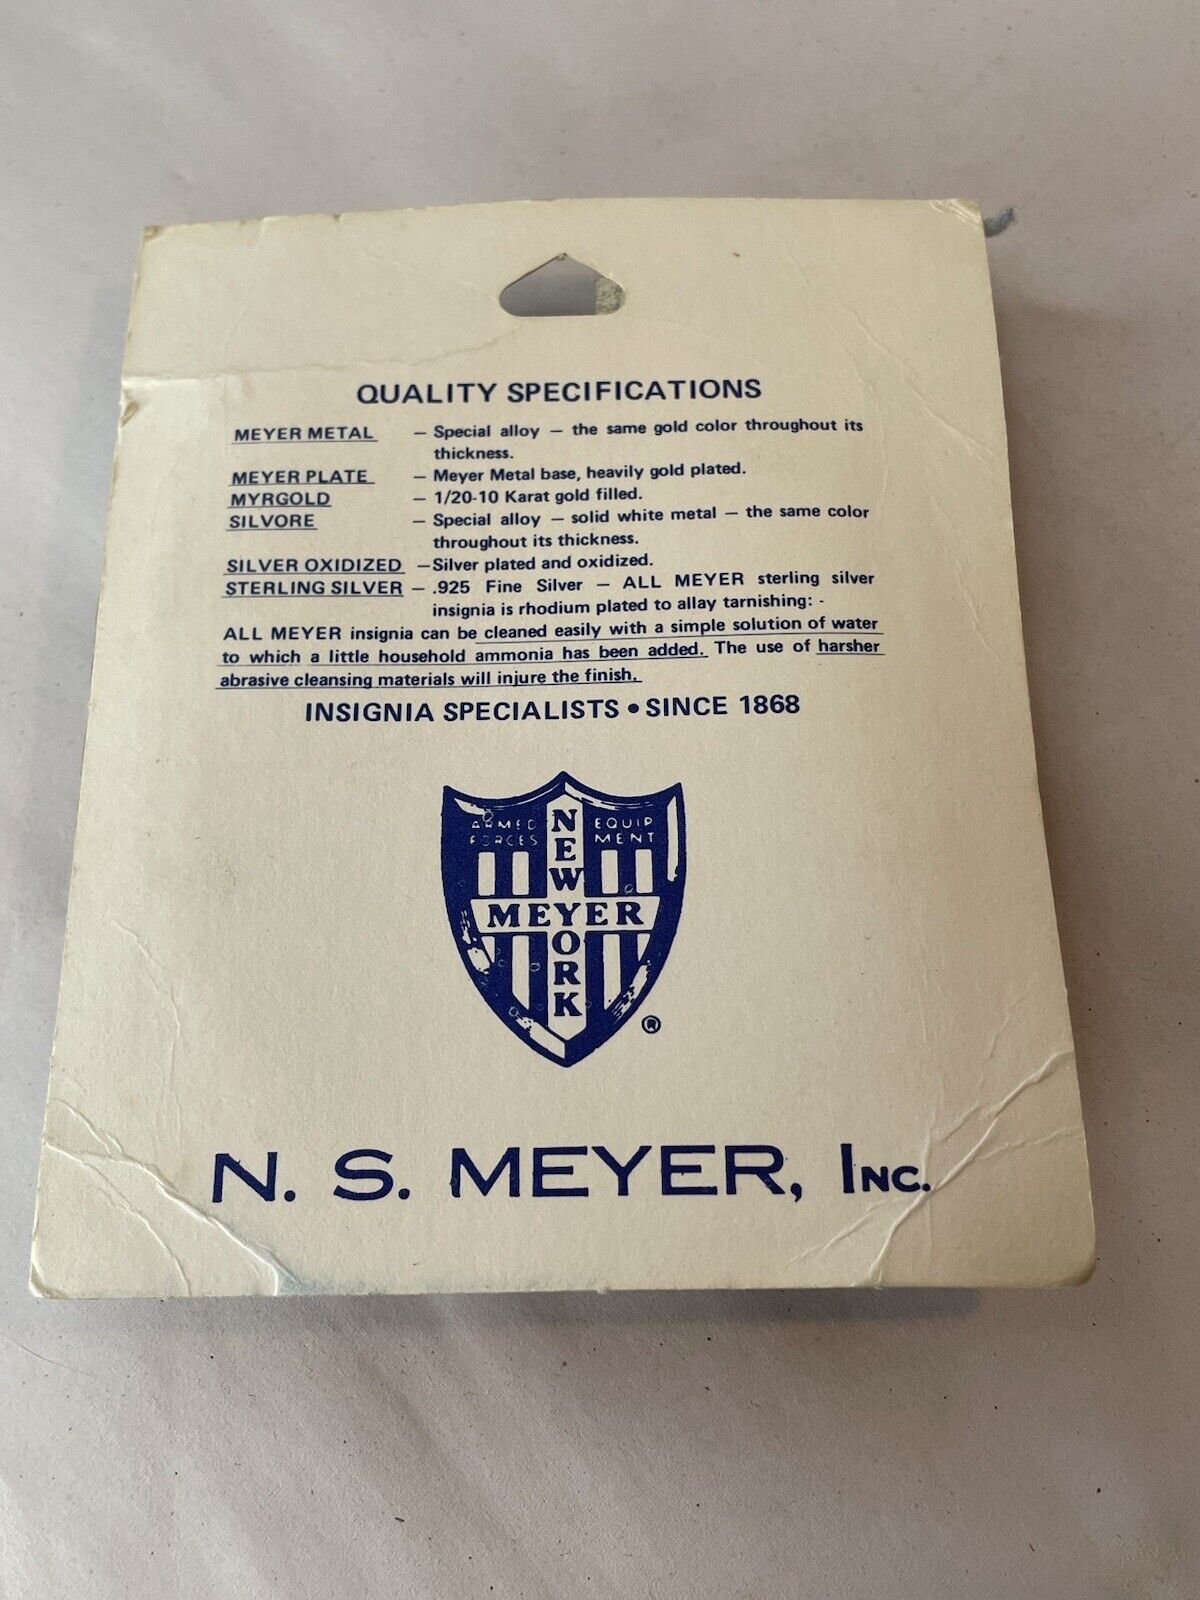 QUALITY SPECIFICATIONS
MEYER METAL — Special alloy — the same gold color throughout its
thickness.
MEYER PLATE — Meyer Metal base, heavily gold plated.
MYRGOLD — 1/20-10 Karat gold filled.
SILVORE — Special alloy — solid white metal — the same color
throughout its thickness.
SILVER OXIDIZED —Silver plated and oxidized.
STERLING SILVER — .925 Fine Silver — ALL MEYER sterling silver
insignia is rhodium plated to allay tarnishing: -
ALL MEYER insignia can be cleaned easily with a simple solution of water
to which a little household ammonia has been added. The use of harsher
abrasive cleansing materials will injure the finish.
INSIGNIA SPECIALISTS • SINCE 1868
ARMED EQUIP
FORCES MENT
NEW YORK
MEYER
®
N. S. MEYER, INC.